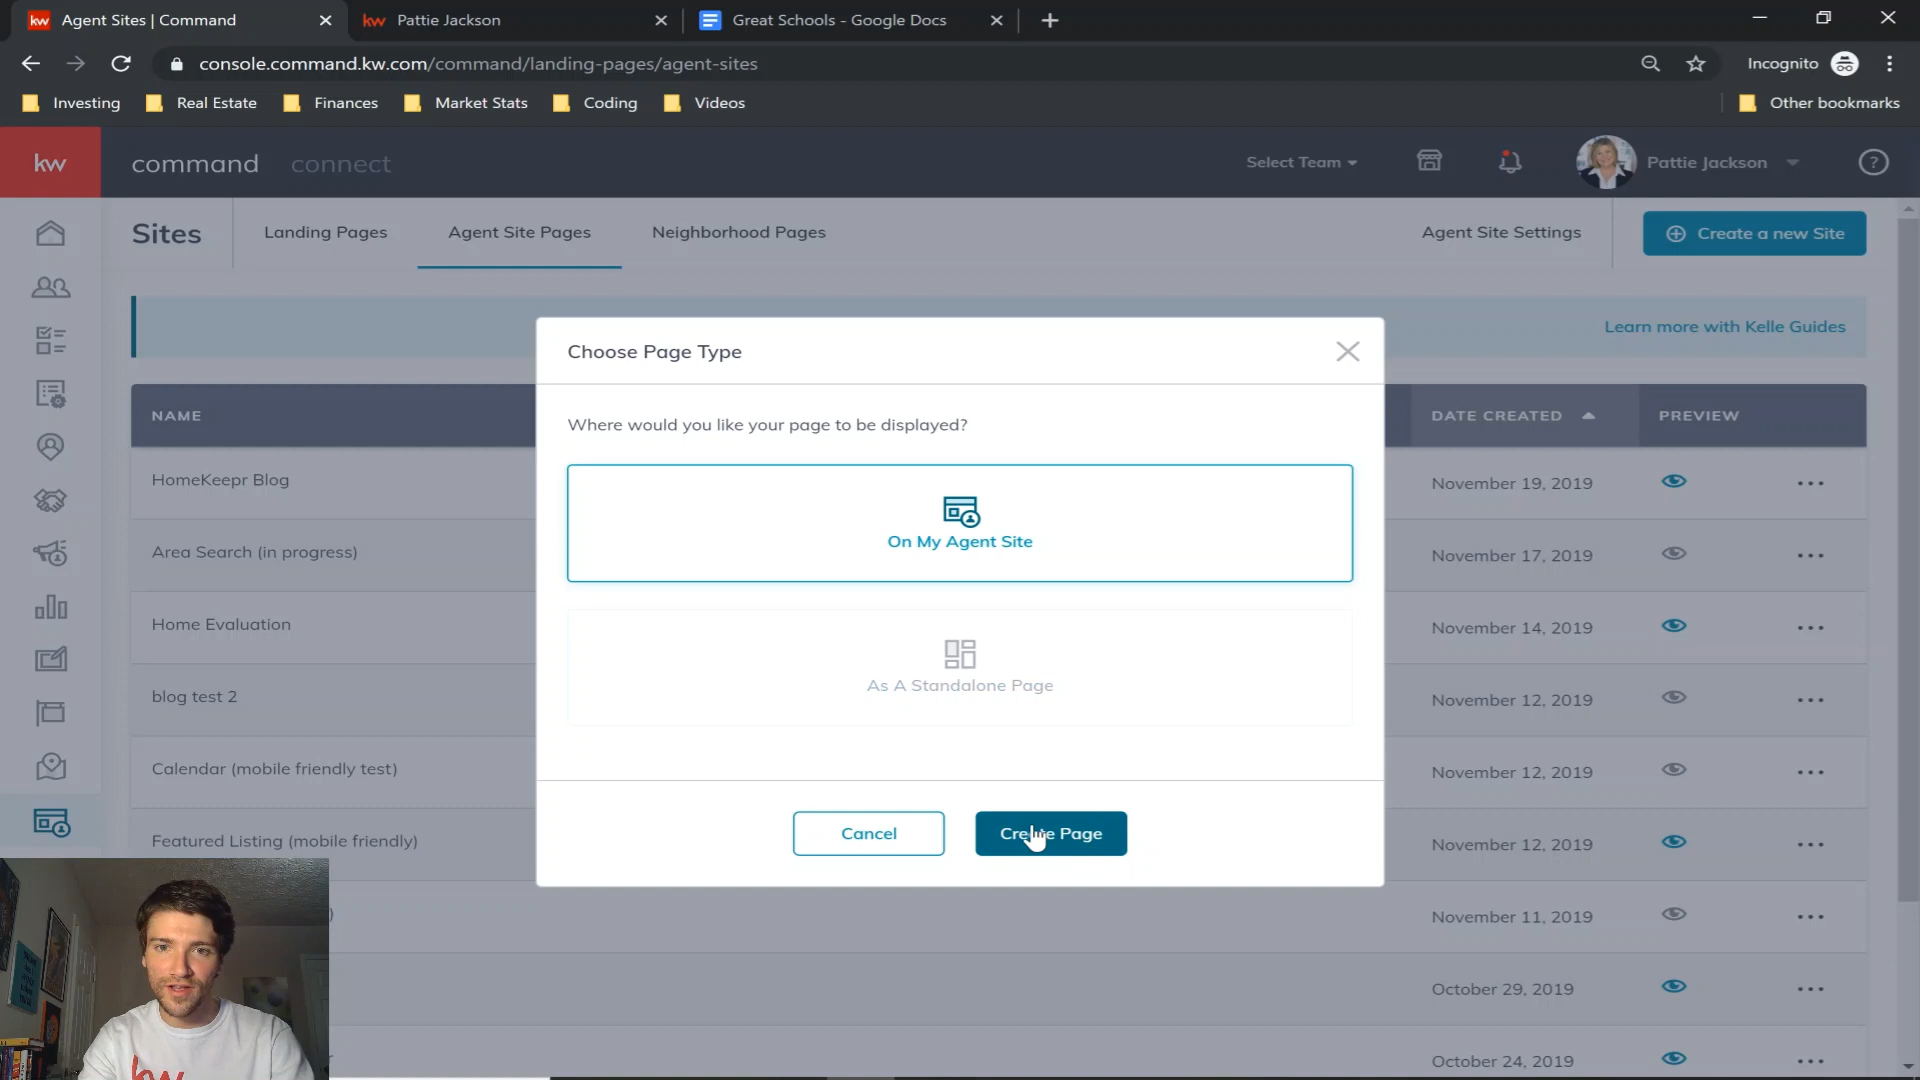 kw Agent Sites | Command
kw Pattie Jackson
Great Schools - Google Docs
console.command.kw.com/command/landing-pages/agent-sites
Incognito
Investing
Real Estate
Finances
Market Stats
Coding
Videos
Other bookmarks
kw
command
connect
Select Team
Pattie Jackson
?
Sites
Landing Pages
Agent Site Pages
Neighborhood Pages
Agent Site Settings
Create a new Site
Learn more with Kelle Guides
Choose Page Type
NAME
DATE CREATED
PREVIEW
Where would you like your page to be displayed?
HomeKeepr Blog
November 19, 2019
On My Agent Site
Area Search (in progress)
November 17, 2019
Home Evaluation
November 14, 2019
As A Standalone Page
blog test 2
November 12, 2019
Calendar (mobile friendly test)
November 12, 2019
Cancel
Create Page
Featured Listing (mobile friendly)
November 12, 2019
)
November 11, 2019
October 29, 2019
October 24, 2019
kw